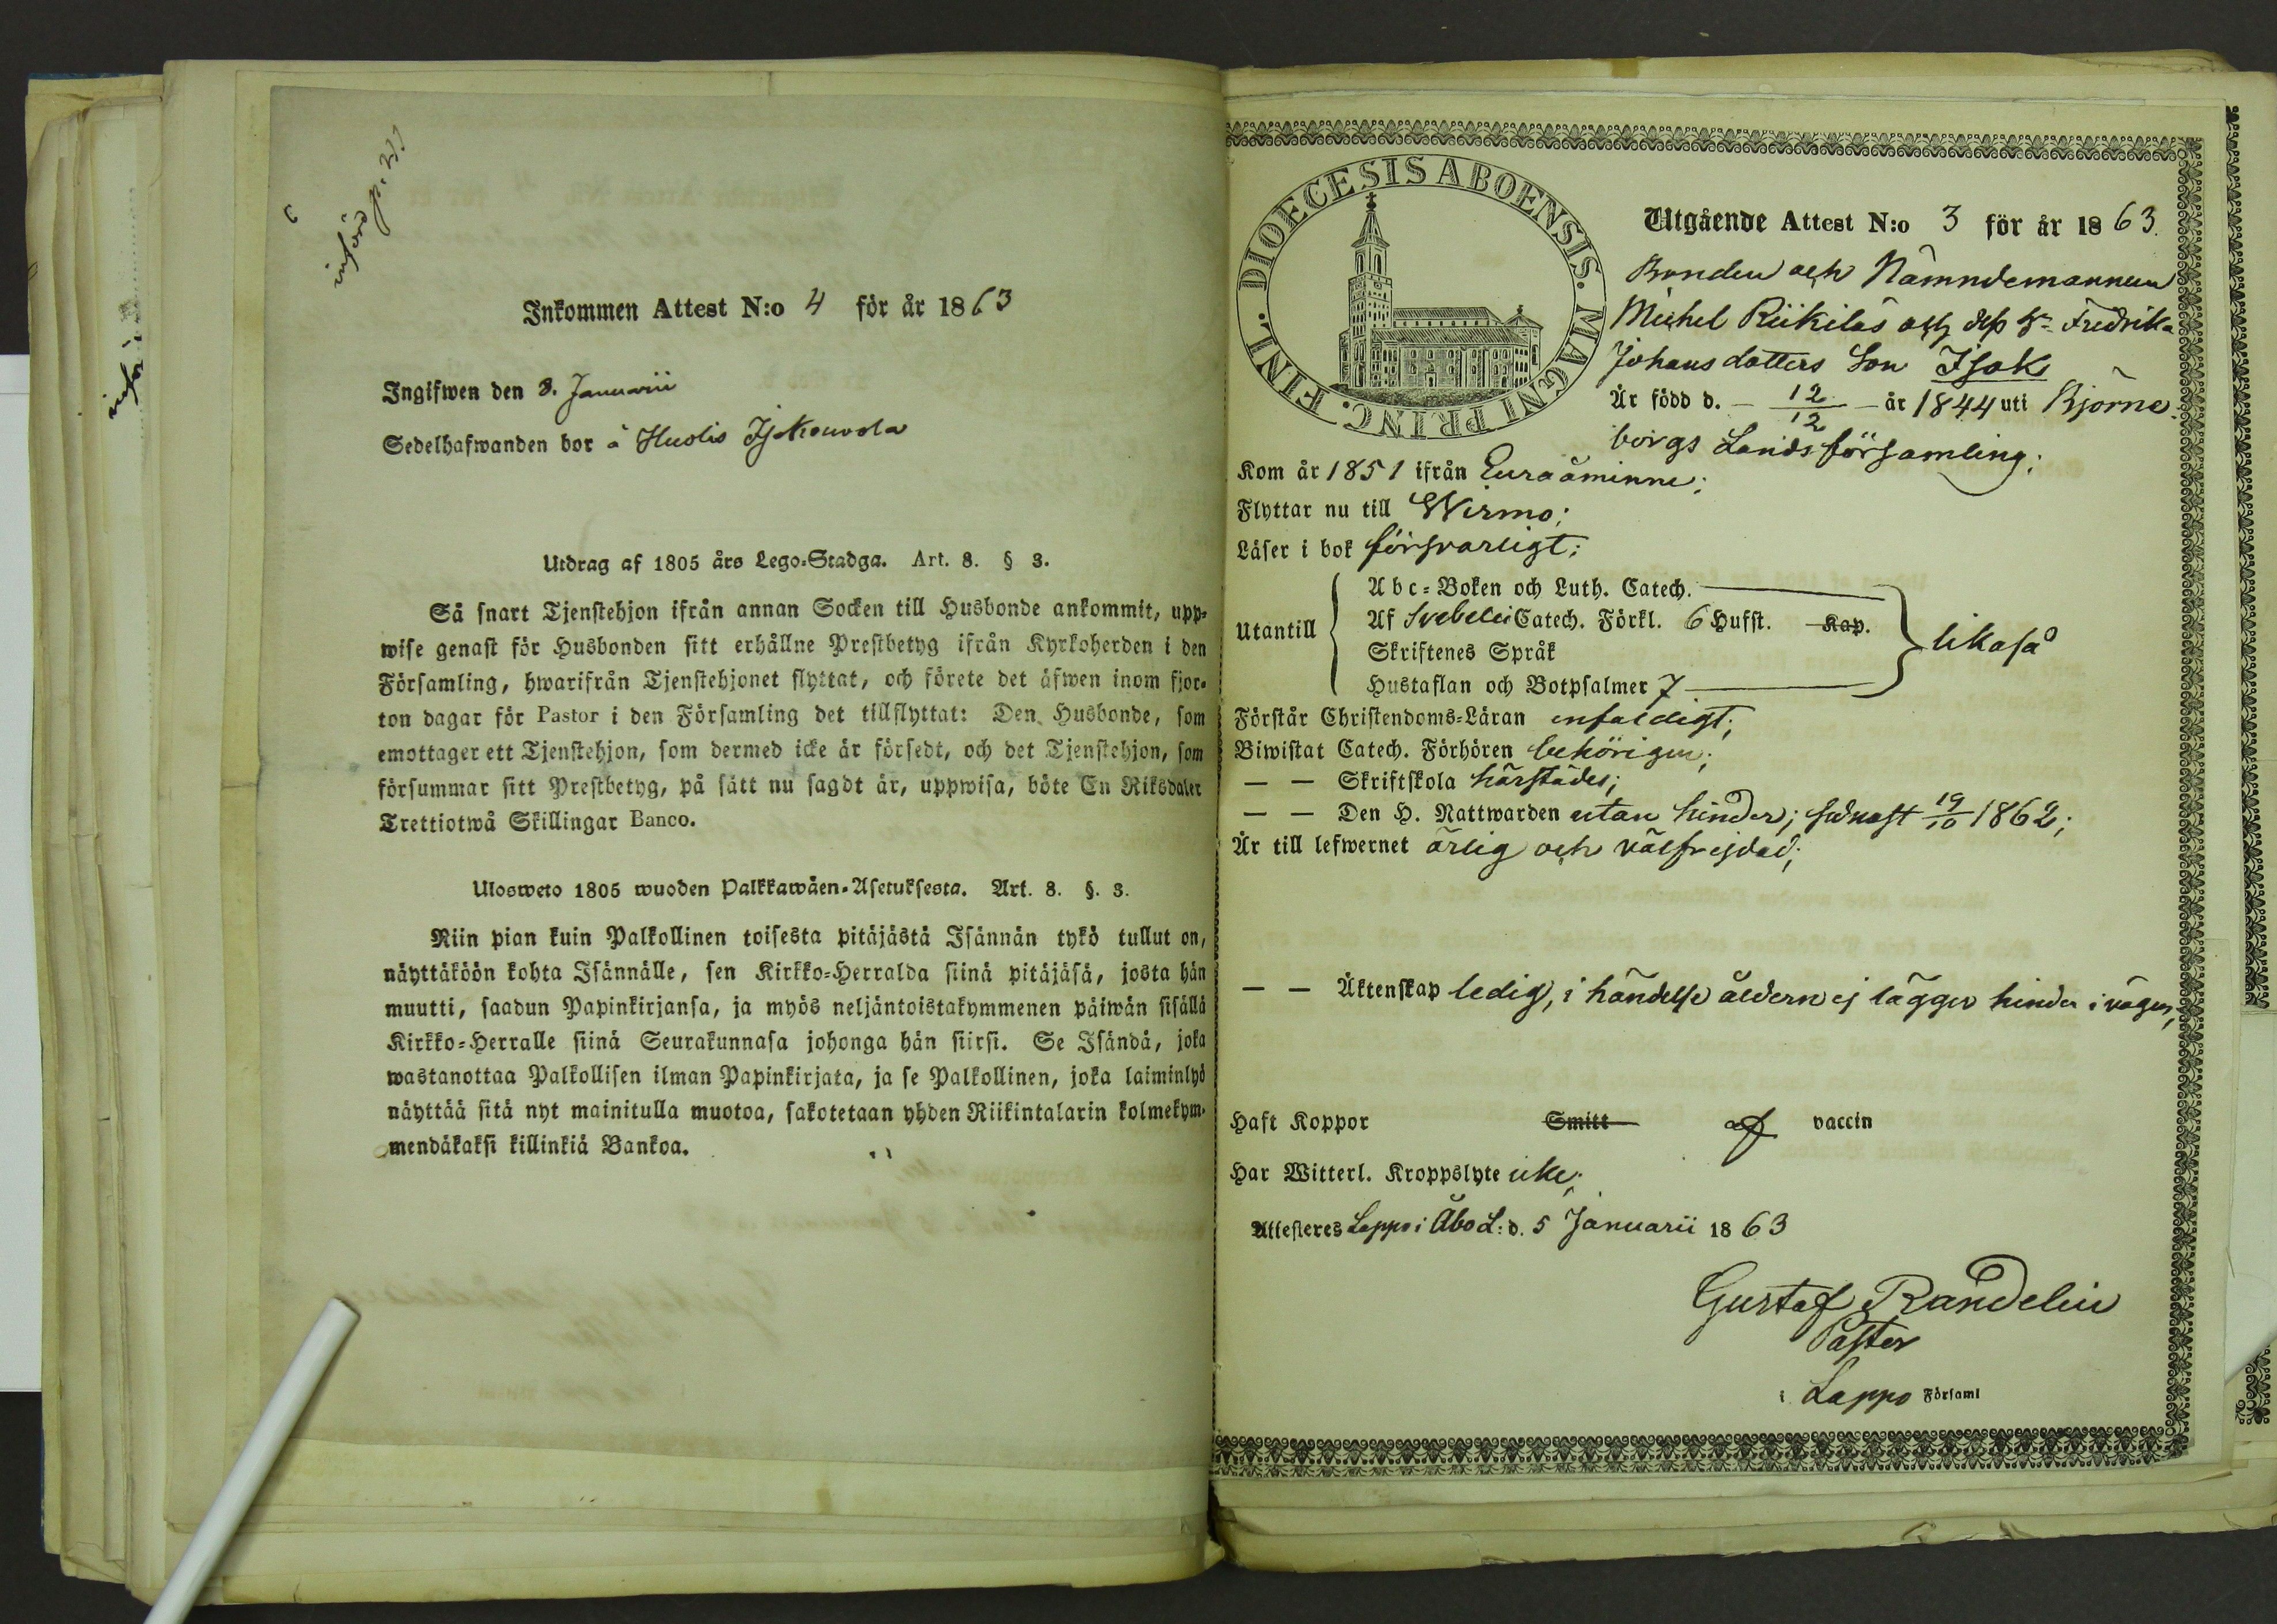 införd p. 21
Inkommen Attest N:o 4 för år 1863
Ingifwen den 8. Januarii
Sedelhafwanden bor å Huolis
Utdrag af 1805 års Lego-Stadga. Art. 8. § 3.
Så snart Tjenstehjon ifrån annan Socken till Husbonde ankommit, upp-
wise genast för Husbonden sitt erhållne Prestbetyg ifrån Kyrkoherden i den
Församling, hwarifrån Tjenstehjonet flyttat, och förete det äfwen inom fjor-
ton dagar för Pastor i den Församling det tillflyttat: Den Husbonde, som
emottager ett Tjenstehjon, som dermed icke är försedt, och det Tjenstehjon, som
försummar sitt Prestbetyg, på sätt nu sagdt är, uppwisa, böte En Riksdaler
Trettiotwå Skillingar Banco.
Ulosweto 1805 wuoden Palkkawäen-Asetuksesta. Art. 8. §. 3.
Niin pian kuin Palkollinen toisesta pitäjästä Isännän tykö tullut on,
näyttäköön kohta Isännälle, sen Kirkko-Herralda siinä pitäjäsä, josta hän
muutti, saadun Papinkirjansa, ja myös neljäntoistakymmenen päiwän sisällä
Kirkko-Herralle siinä Seurakunnasa johonga hän siirsi. Se Isändä, joka
wastanottaa Palkollisen ilman Papinkirjata, ja se Palkollinen, joka laiminlyö
näyttää sitä nyt mainitulla muotoa, sakotetaan yhden Riikintalarin kolmekym-
mendäkaksi killinkiä Bankoa.
DIOECESIS ABOENSIS. MAGNI PRINC. FINL.
Utgående Attest N:o 3 för år 1863.
Bonden och Nämndemannen
Michel Riikiläs och dess h. Fredrika
Johansdotters Son Isak
Är född d. — 12/12 — år 1844 uti Björne-
borgs Landsförsamling;
Kom år 1851 ifrån Euraåminne;
Flyttar nu till Wirmo;
Läser i bok försvarligt;
Utantill
Abc-Boken och Luth. Catech.
Af Svebelii Catech. Förkl. 6 Hufst. Kap.
Skriftenes Språk
Hustaflan och Botpsalmer 7
likaså
Förstår Christendoms-Läran enfaldigt;
Biwistat Catech. Förhören behörigen;
— — Skriftskola härstädes;
— — Den H. Nattwarden utan hinder; sednast 19/10 1862;
Är till lefwernet ärlig och välfrejdad;
— — Äktenskap ledig, i händelse åldern ej lägger hinder i vägen;
Haft Koppor Smitt af vaccin
Har Witterl. Kroppslyte icke;
Attesteres Lappo i Åbo L: d. 5 Januarii 1863
Gustaf Randelin
Pastor
i Lappo Församl